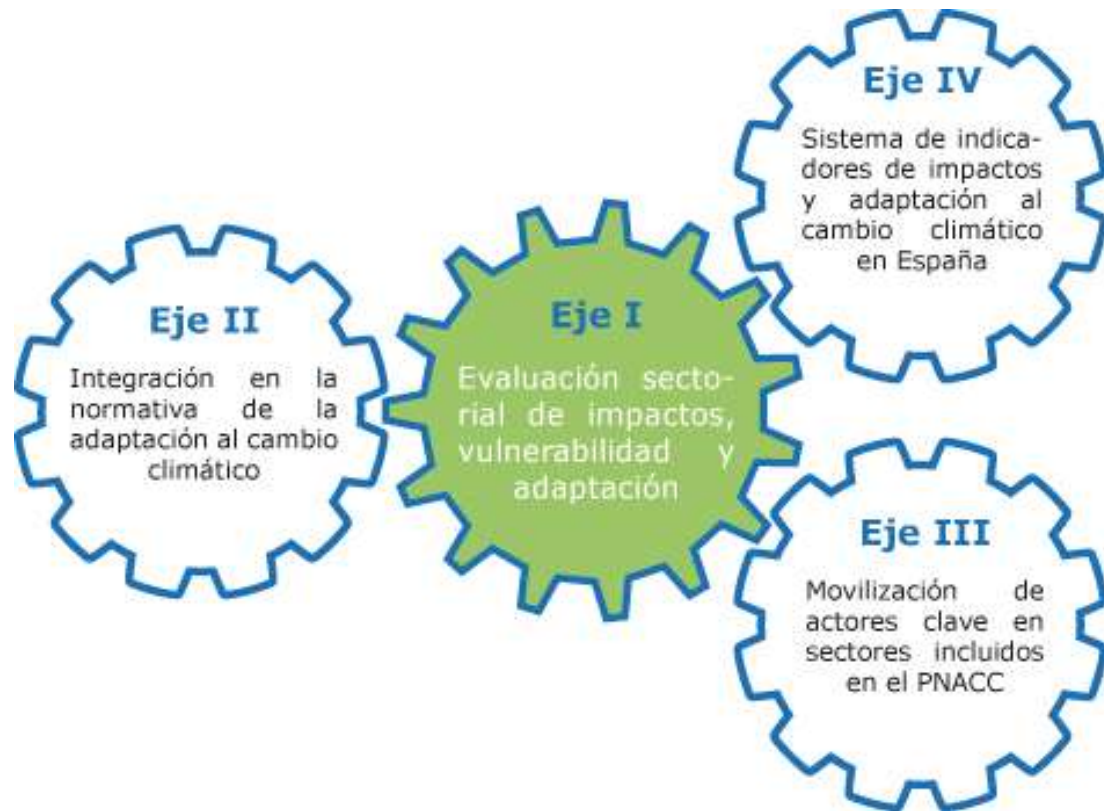 Eje II
Integración en la
normativa de la
adaptación al cambio
climático
Eje I
Evaluación secto-
rial de impactos,
vulnerabilidad y
adaptación
Eje IV
Sistema de indica-
dores de impactos
y adaptación al
cambio climático
en España
Eje III
Movilización de
actores clave en
sectores incluidos
en el PNACC